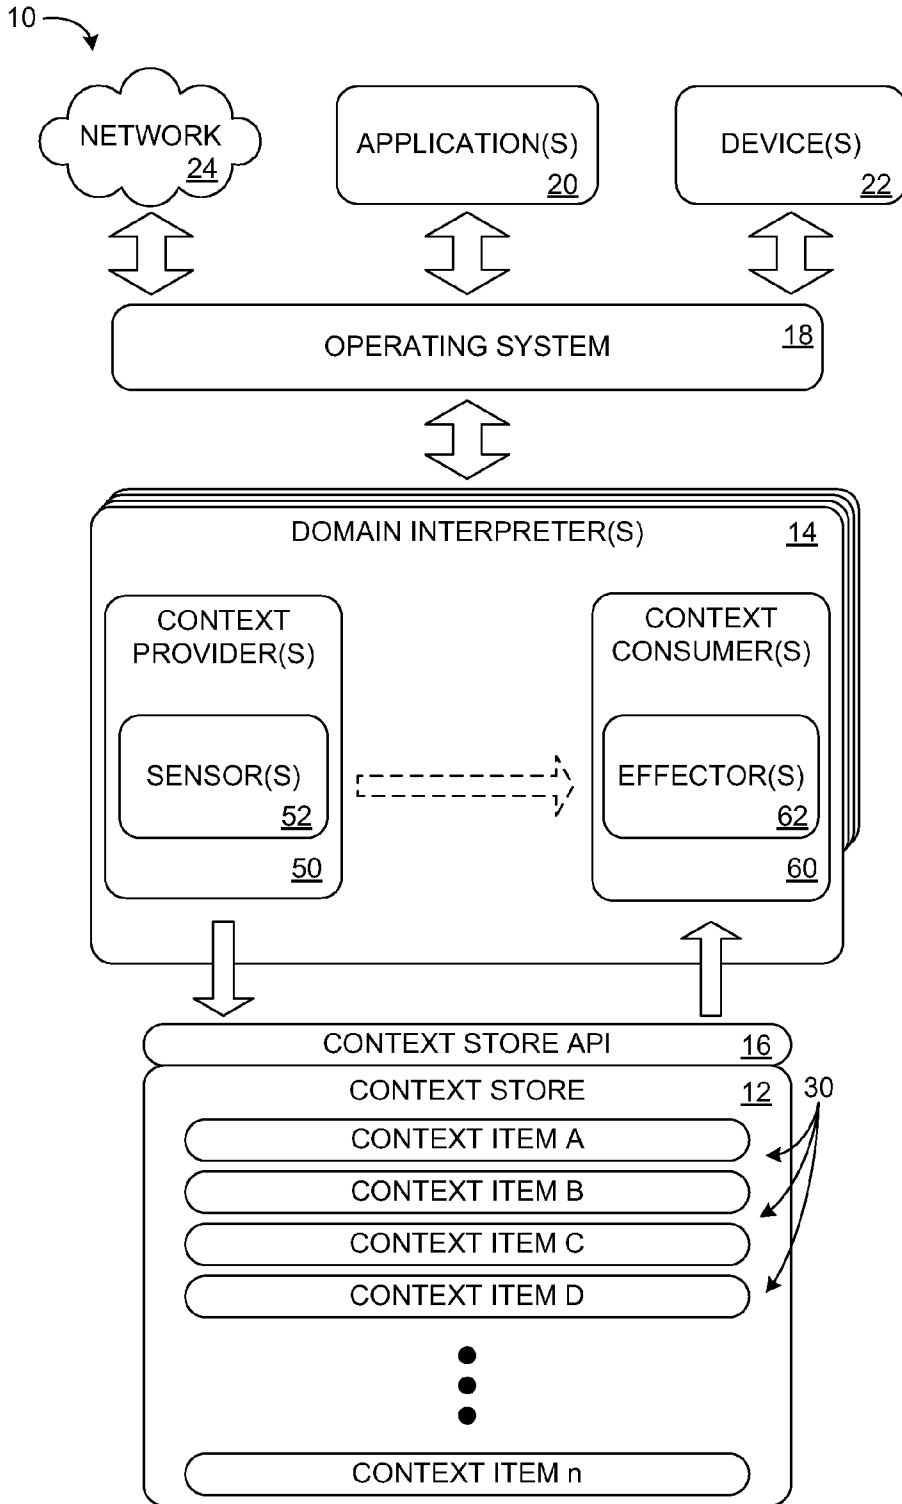 10
NETWORK
24
APPLICATION(S)
20
DEVICE(S)
22
OPERATING SYSTEM
18
DOMAIN INTERPRETER(S)
14
CONTEXT
PROVIDER(S)
SENSOR(S)
52
50
CONTEXT
CONSUMER(S)
EFFECTOR(S)
62
60
CONTEXT STORE API
16
CONTEXT STORE
12
30
CONTEXT ITEM A
CONTEXT ITEM B
CONTEXT ITEM C
CONTEXT ITEM D
CONTEXT ITEM n